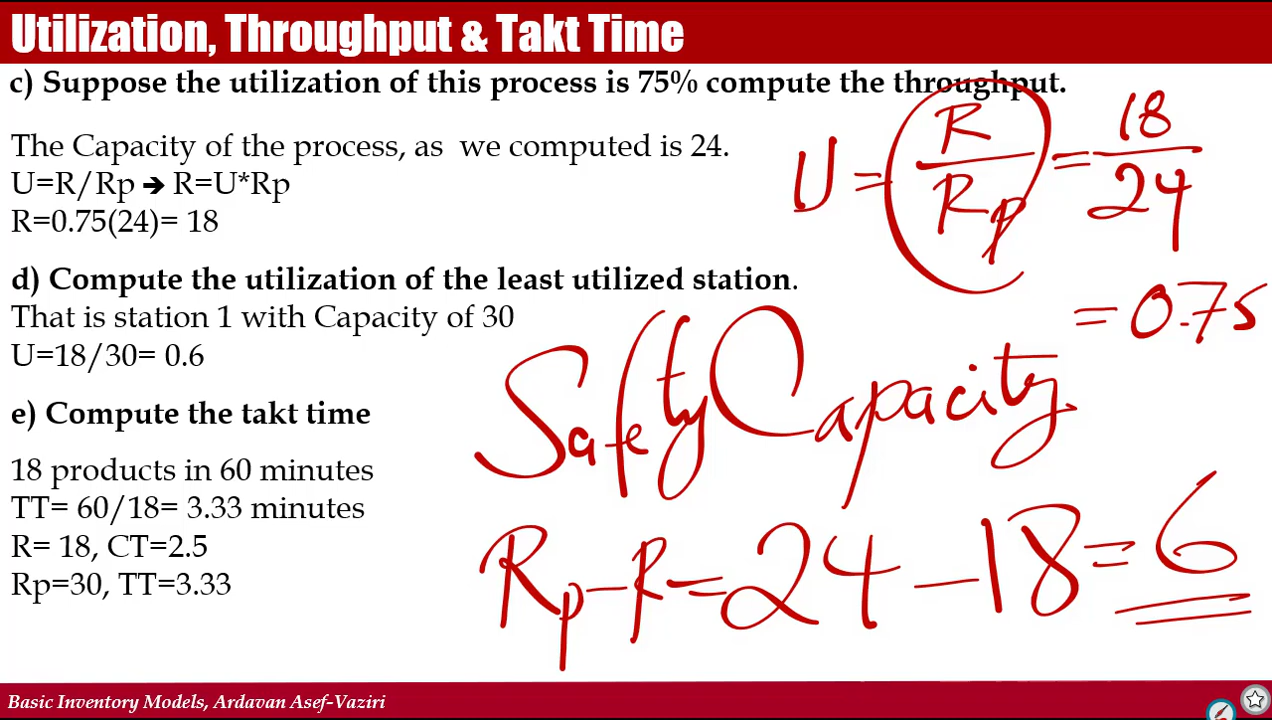 Utilization, Throughput & Takt Time
c) Suppose the utilization of this process is 75% compute the throughput.
The Capacity of the process, as we computed is 24.
U=R/Rp ➔ R=U*Rp
R=0.75(24)= 18
U = R/Rp = 18/24
= 0.75
d) Compute the utilization of the least utilized station.
That is station 1 with Capacity of 30
U=18/30= 0.6
Safety Capacity
e) Compute the takt time
18 products in 60 minutes
TT= 60/18= 3.33 minutes
R= 18, CT=2.5
Rp=30, TT=3.33
Rp-R=24-18=6
Basic Inventory Models, Ardavan Asef-Vaziri